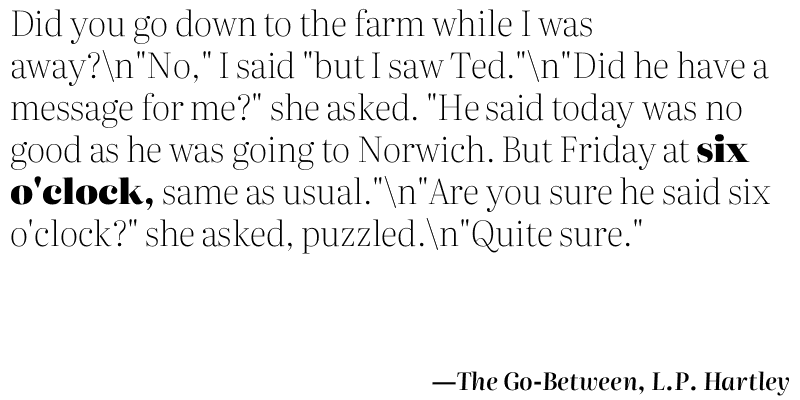 Did you go down to the farm while I was
away?\n"No," I said "but I saw Ted."\n"Did he have a
message for me?" she asked. "He said today was no
good as he was going to Norwich. But Friday at six
o'clock, same as usual."\n"Are you sure he said six
o'clock?" she asked, puzzled.\n"Quite sure."
—The Go-Between, L.P. Hartley